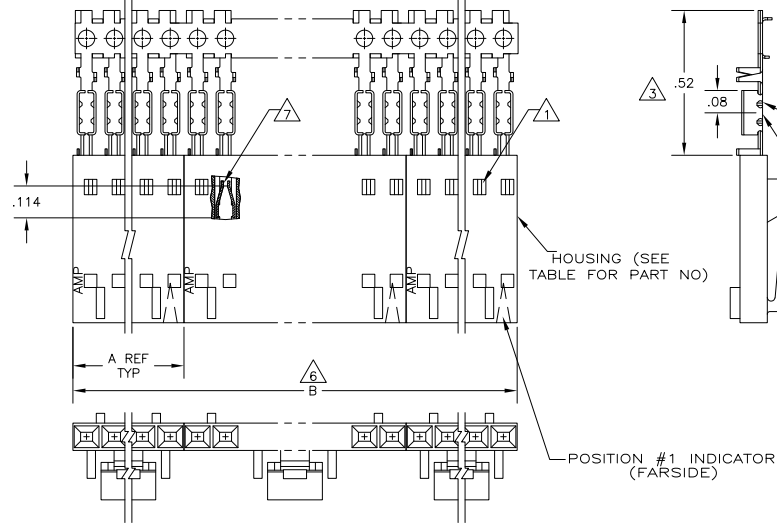 7
1
3
.52
.08
.114
HOUSING (SEE
TABLE FOR PART NO)
AMP
AMP
AMP
A REF
TYP
6
B
POSITION #1 INDICATOR
(FARSIDE)